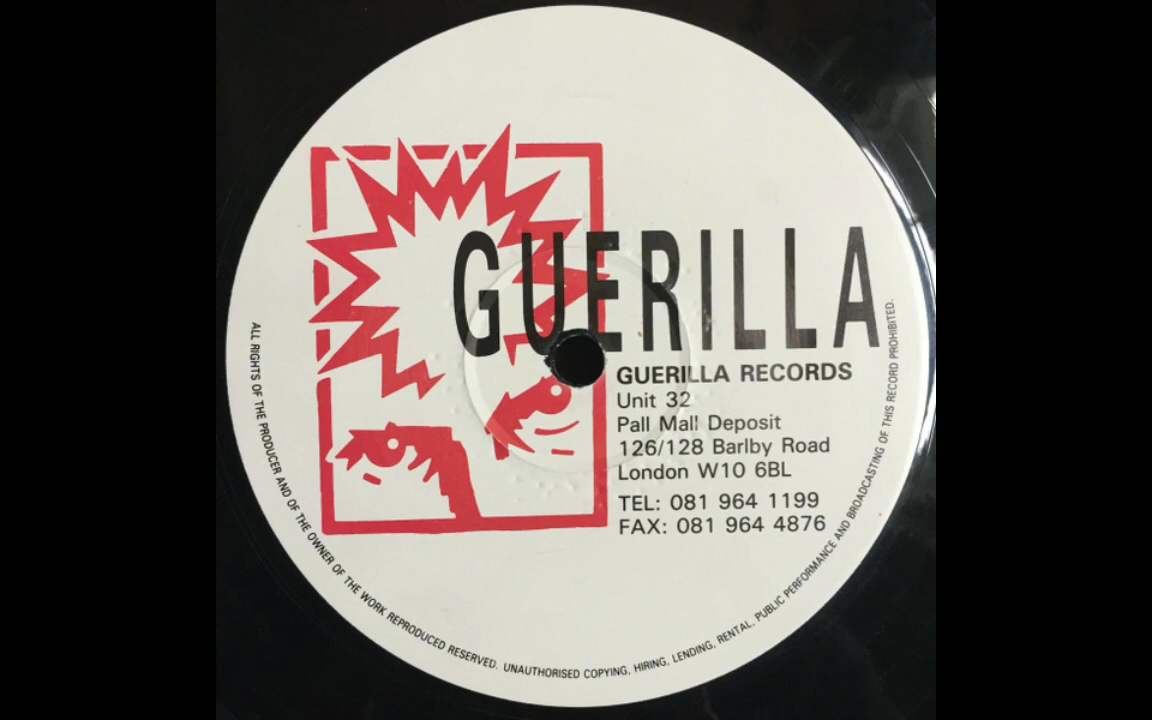 GUERILLA
GUERILLA RECORDS
Unit 32
Pall Mall Deposit
126/128 Barlby Road
London W10 6BL
TEL: 081 964 1199
FAX: 081 964 4876
ALL RIGHTS OF THE PRODUCER AND OF THE OWNER OF THE WORK REPRODUCED RESERVED. UNAUTHORISED COPYING, HIRING, LENDING, RENTAL, PUBLIC PERFORMANCE AND BROADCASTING OF THIS RECORD PROHIBITED.